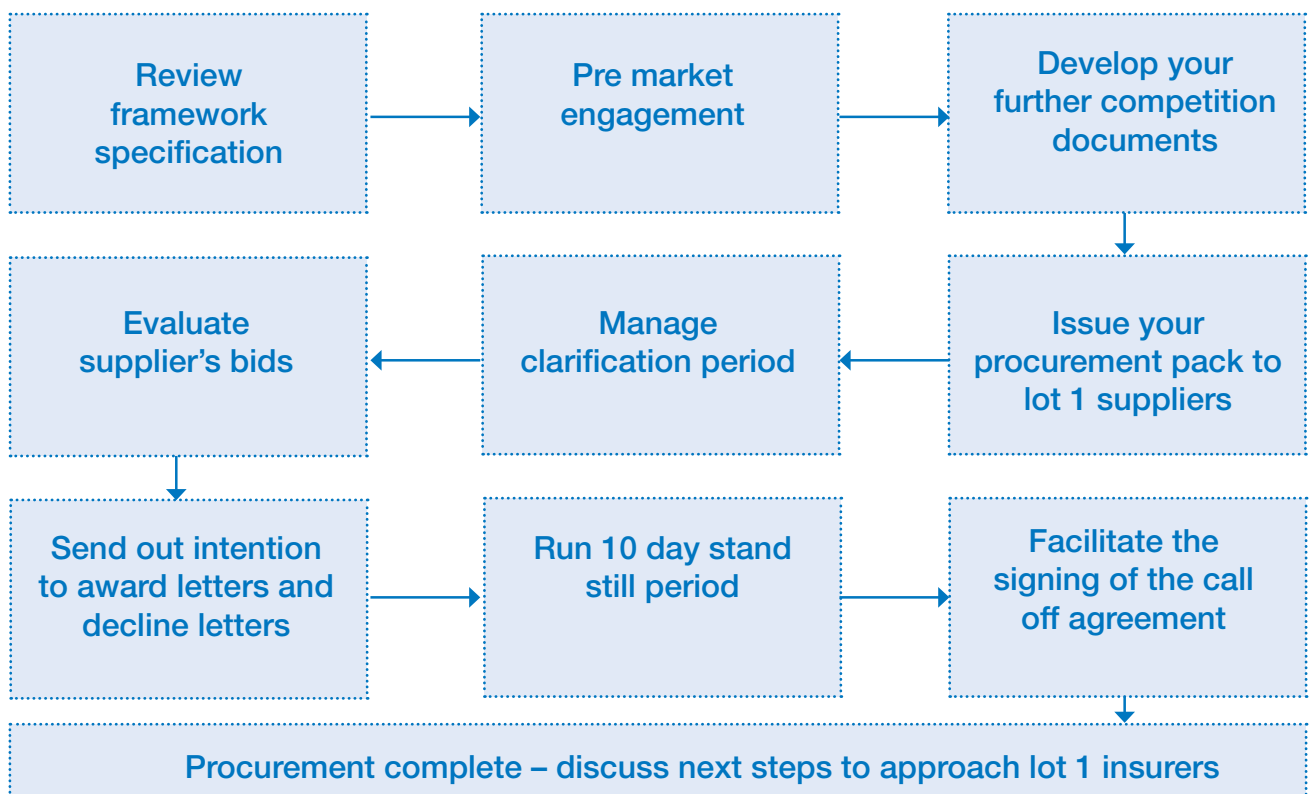 Review
framework
specification
Pre market
engagement
Develop your
further competition
documents
Issue your
procurement pack to
lot 1 suppliers
Manage
clarification period
Evaluate
supplier’s bids
Send out intention
to award letters and
decline letters
Run 10 day stand
still period
Facilitate the
signing of the call
off agreement
Procurement complete – discuss next steps to approach lot 1 insurers